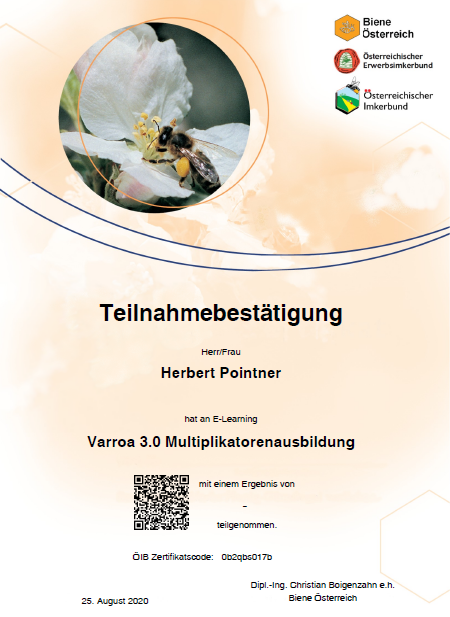 Biene
Österreich
Österreichischer
Erwerbsimkerbund
Österreichischer
Imkerbund
Teilnahmebestätigung
Herr/Frau
Herbert Pointner
hat an E-Learning
Varroa 3.0 Multiplikatorenausbildung
mit einem Ergebnis von
–
teilgenommen.
ÖIB Zertifikatscode: 0b2qbs017b
Dipl.-Ing. Christian Boigenzahn e.h.
25. August 2020
Biene Österreich